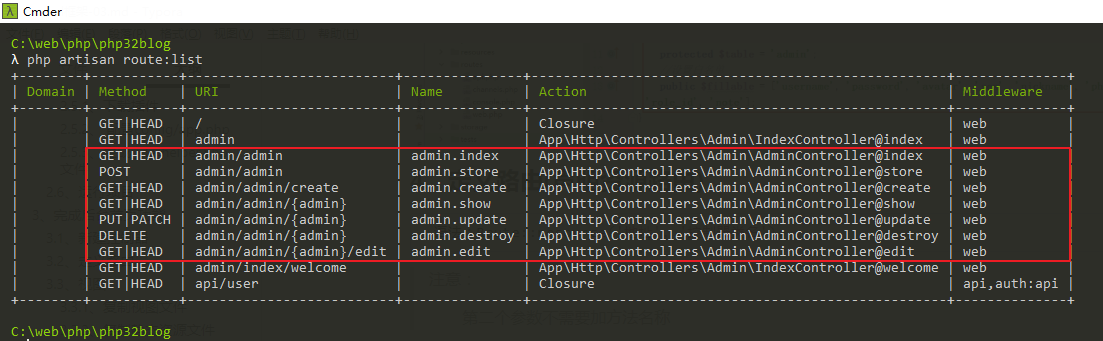 λ Cmder
C:\web\php\php32blog
λ php artisan route:list
+--------+-----------+-------------------------+---------------+---------------------------------------------------+--------------+
| Domain | Method | URI | Name | Action | Middleware |
+--------+-----------+-------------------------+---------------+---------------------------------------------------+--------------+
| | GET|HEAD | / | | Closure | web |
| | GET|HEAD | admin | | App\Http\Controllers\Admin\IndexController@index | web |
| | GET|HEAD | admin/admin | admin.index | App\Http\Controllers\Admin\AdminController@index | web |
| | POST | admin/admin | admin.store | App\Http\Controllers\Admin\AdminController@store | web |
| | GET|HEAD | admin/admin/create | admin.create | App\Http\Controllers\Admin\AdminController@create | web |
| | GET|HEAD | admin/admin/{admin} | admin.show | App\Http\Controllers\Admin\AdminController@show | web |
| | PUT|PATCH | admin/admin/{admin} | admin.update | App\Http\Controllers\Admin\AdminController@update | web |
| | DELETE | admin/admin/{admin} | admin.destroy | App\Http\Controllers\Admin\AdminController@destroy | web |
| | GET|HEAD | admin/admin/{admin}/edit | admin.edit | App\Http\Controllers\Admin\AdminController@edit | web |
| | GET|HEAD | admin/index/welcome | | App\Http\Controllers\Admin\IndexController@welcome | web |
| | GET|HEAD | api/user | | Closure | api,auth:api |
+--------+-----------+-------------------------+---------------+---------------------------------------------------+--------------+
C:\web\php\php32blog